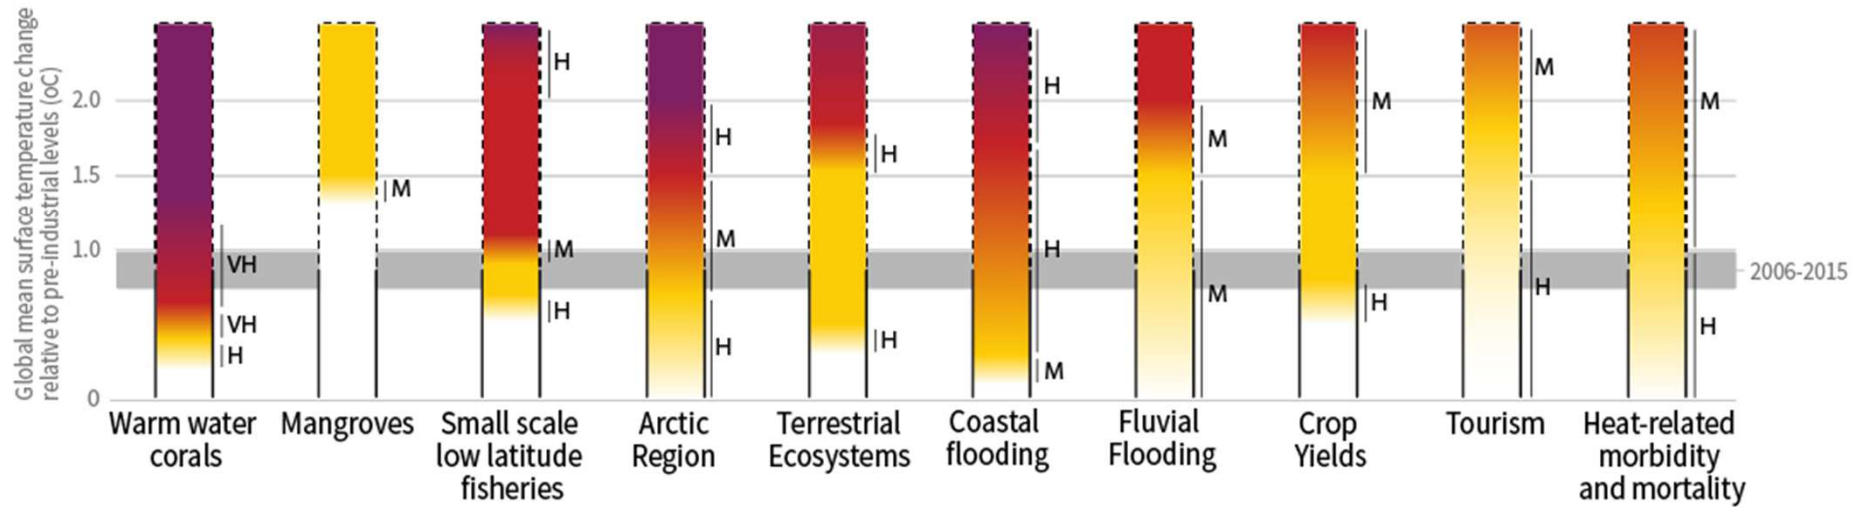 Global mean surface temperature change
relative to pre-industrial levels (oC)
2.0
1.5
1.0
0
VH
VH
H
M
H
M
H
H
M
H
H
H
H
H
M
M
M
M
H
M
H
M
H
2006-2015
Warm water
corals
Mangroves
Small scale
low latitude
fisheries
Arctic
Region
Terrestrial
Ecosystems
Coastal
flooding
Fluvial
Flooding
Crop
Yields
Tourism
Heat-related
morbidity
and mortality